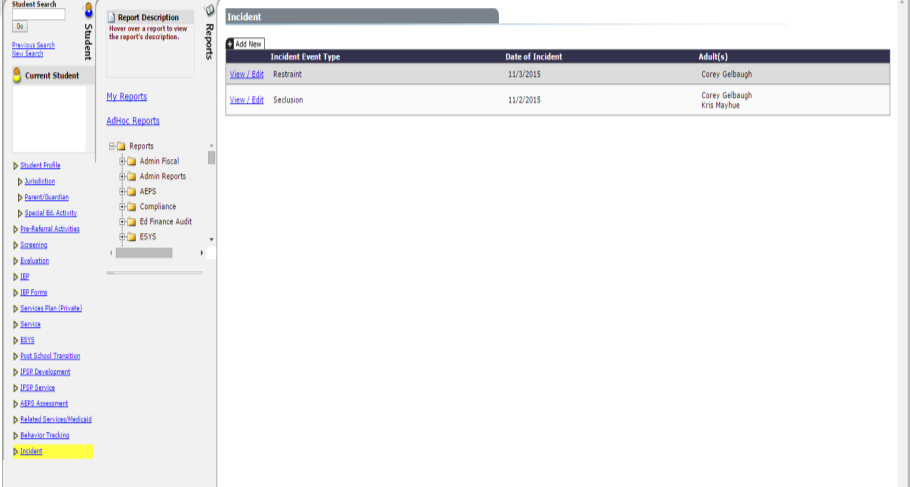 Student Search
Go
Previous Search
New Search
Student
Current Student
Student Profile
Jurisdiction
Parent/Guardian
Special Ed. Activity
Pre-Referral Activities
Screening
Evaluation
IEP
IEP Forms
Services Plan (Private)
Service
ESYS
Post School Transition
IFSP Development
IFSP Service
AEPS Assessment
Related Services/Medicaid
Behavior Tracking
Incident
Report Description
Hover over a report to view
the report's description.
Reports
My Reports
AdHoc Reports
Reports
Admin Fiscal
Admin Reports
AEPS
Compliance
Ed Finance Audit
ESYS
Incident
Add New
Incident Event Type Date of Incident Adult(s)
View / Edit Restraint 11/3/2015 Corey Gelbaugh
View / Edit Seclusion 11/2/2015 Corey Gelbaugh
Kris Mayhue